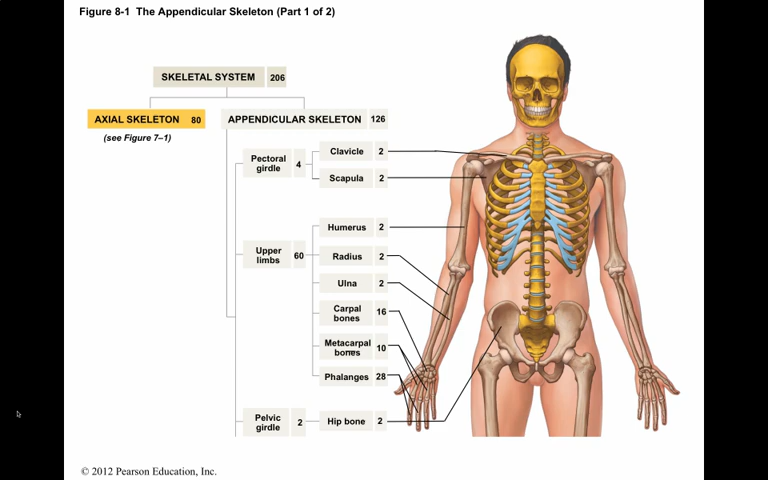 Figure 8-1 The Appendicular Skeleton (Part 1 of 2)
SKELETAL SYSTEM 206
AXIAL SKELETON 80
(see Figure 7–1)
APPENDICULAR SKELETON 126
Pectoral
girdle 4
Clavicle 2
Scapula 2
Upper
limbs 60
Humerus 2
Radius 2
Ulna 2
Carpal
bones 16
Metacarpal
bones 10
Phalanges 28
Pelvic
girdle 2
Hip bone 2
© 2012 Pearson Education, Inc.